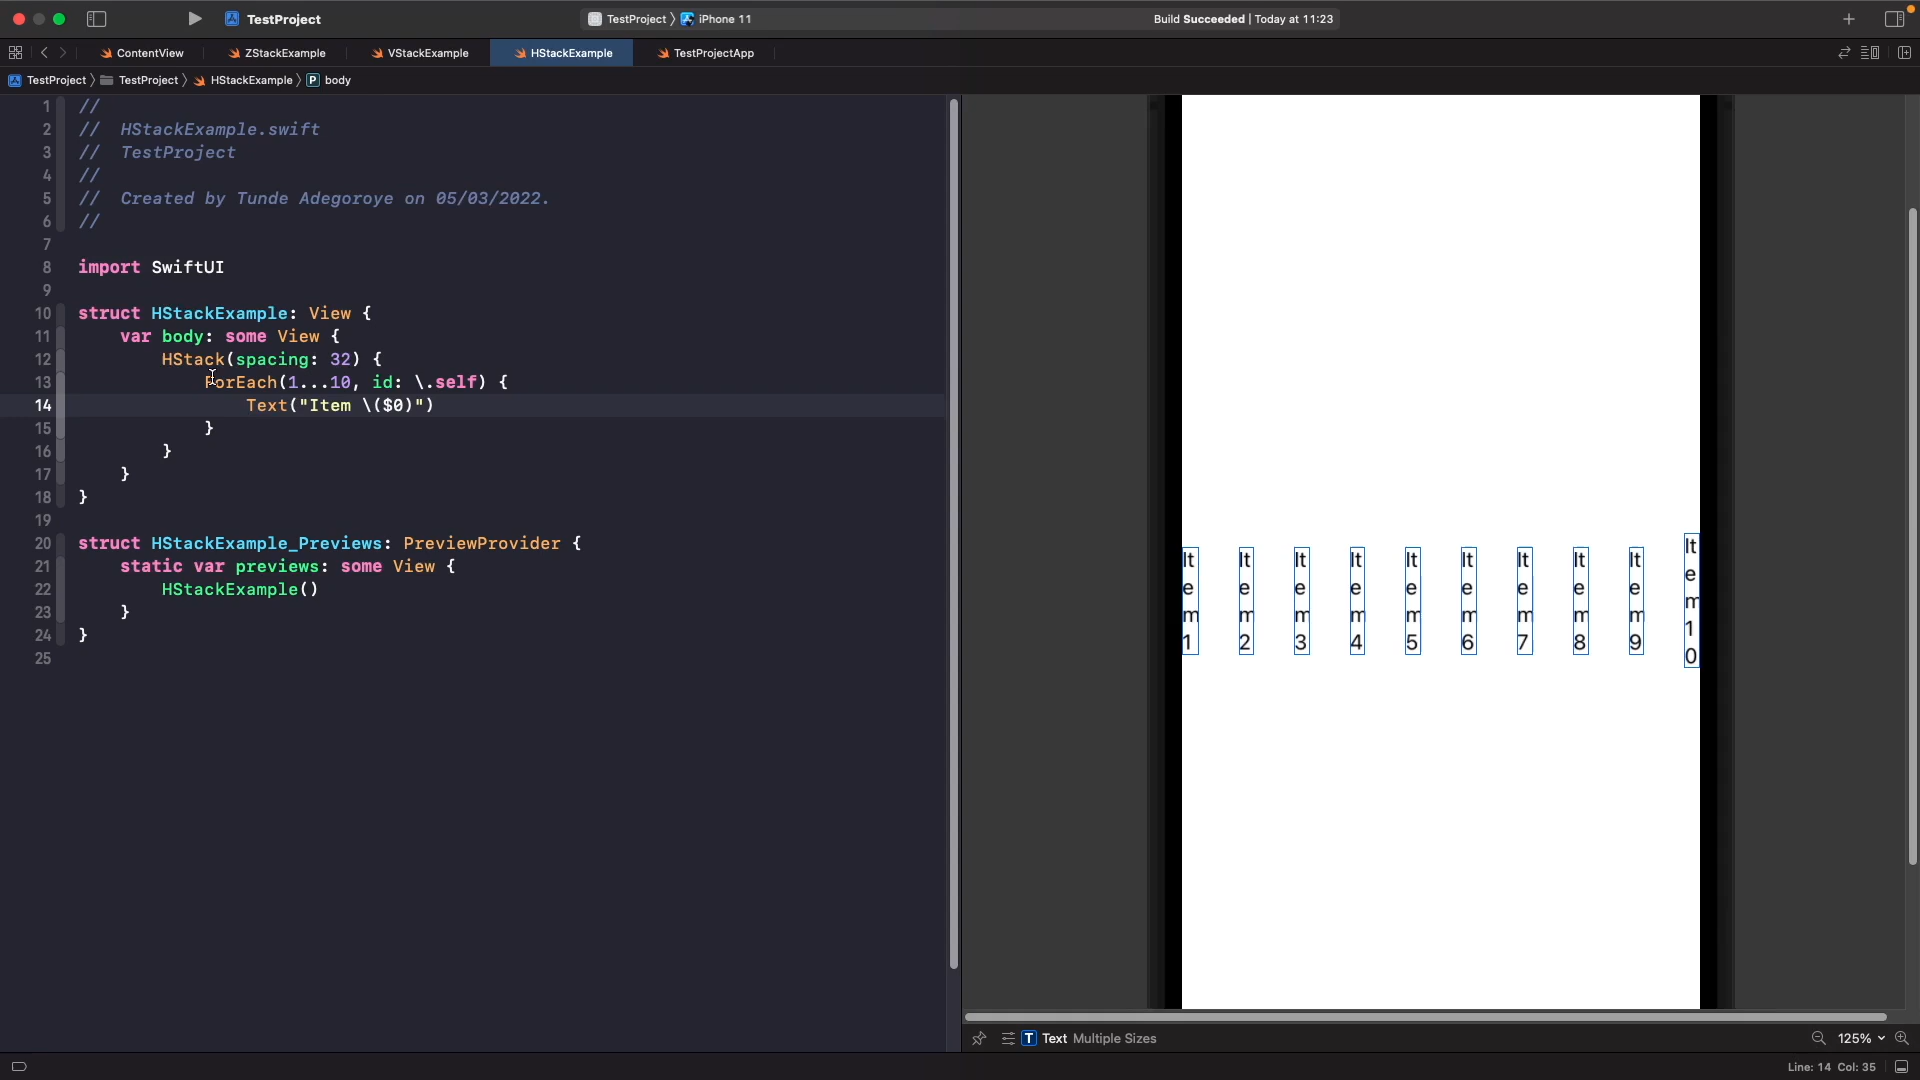 TestProject
TestProject iPhone 11
Build Succeeded | Today at 11:23
ContentView
ZStackExample
VStackExample
HStackExample
TestProjectApp
TestProject
TestProject
HStackExample
P body
1 //
2 //  HStackExample.swift
3 //  TestProject
4 //
5 //  Created by Tunde Adegoroye on 05/03/2022.
6 //
7
8 import SwiftUI
9
10 struct HStackExample: View {
11     var body: some View {
12         HStack(spacing: 32) {
13             ForEach(1...10, id: \.self) {
14                 Text("Item \($0)")
15             }
16         }
17     }
18 }
19
20 struct HStackExample_Previews: PreviewProvider {
21     static var previews: some View {
22         HStackExample()
23     }
24 }
25
It
e
m
1
It
e
m
2
It
e
m
3
It
e
m
4
It
e
m
5
It
e
m
6
It
e
m
7
It
e
m
8
It
e
m
9
It
e
m
1
0
T Text Multiple Sizes
125%
Line: 14 Col: 35